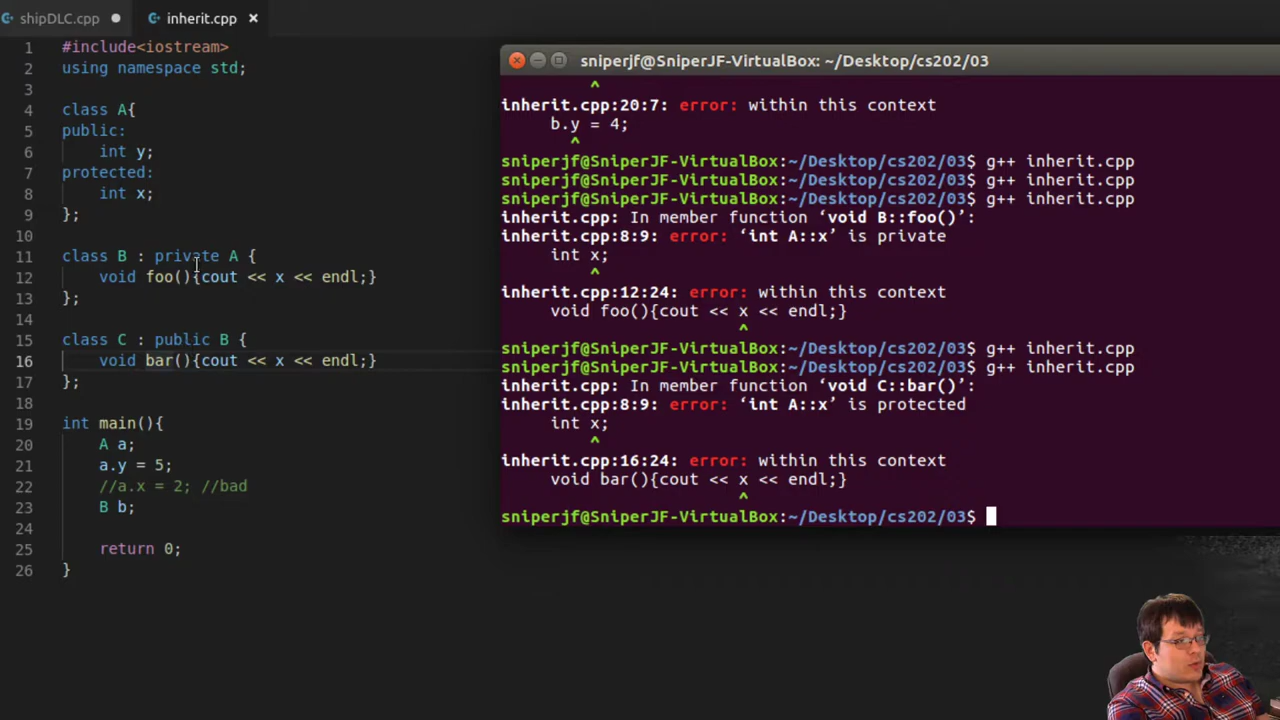 shipDLC.cpp
inherit.cpp
1 #include<iostream>
2 using namespace std;
3
4 class A{
5 public:
6 int y;
7 protected:
8 int x;
9 };
10
11 class B : private A {
12 void foo(){cout << x << endl;}
13 };
14
15 class C : public B {
16 void bar(){cout << x << endl;}
17 };
18
19 int main(){
20 A a;
21 a.y = 5;
22 //a.x = 2; //bad
23 B b;
24
25 return 0;
26 }
sniperjf@SniperJF-VirtualBox: ~/Desktop/cs202/03
^
inherit.cpp:20:7: error: within this context
b.y = 4;
^
sniperjf@SniperJF-VirtualBox:~/Desktop/cs202/03$ g++ inherit.cpp
sniperjf@SniperJF-VirtualBox:~/Desktop/cs202/03$ g++ inherit.cpp
sniperjf@SniperJF-VirtualBox:~/Desktop/cs202/03$ g++ inherit.cpp
inherit.cpp: In member function ‘void B::foo()’:
inherit.cpp:8:9: error: ‘int A::x’ is private
int x;
^
inherit.cpp:12:24: error: within this context
void foo(){cout << x << endl;}
^
sniperjf@SniperJF-VirtualBox:~/Desktop/cs202/03$ g++ inherit.cpp
sniperjf@SniperJF-VirtualBox:~/Desktop/cs202/03$ g++ inherit.cpp
inherit.cpp: In member function ‘void C::bar()’:
inherit.cpp:8:9: error: ‘int A::x’ is protected
int x;
^
inherit.cpp:16:24: error: within this context
void bar(){cout << x << endl;}
^
sniperjf@SniperJF-VirtualBox:~/Desktop/cs202/03$